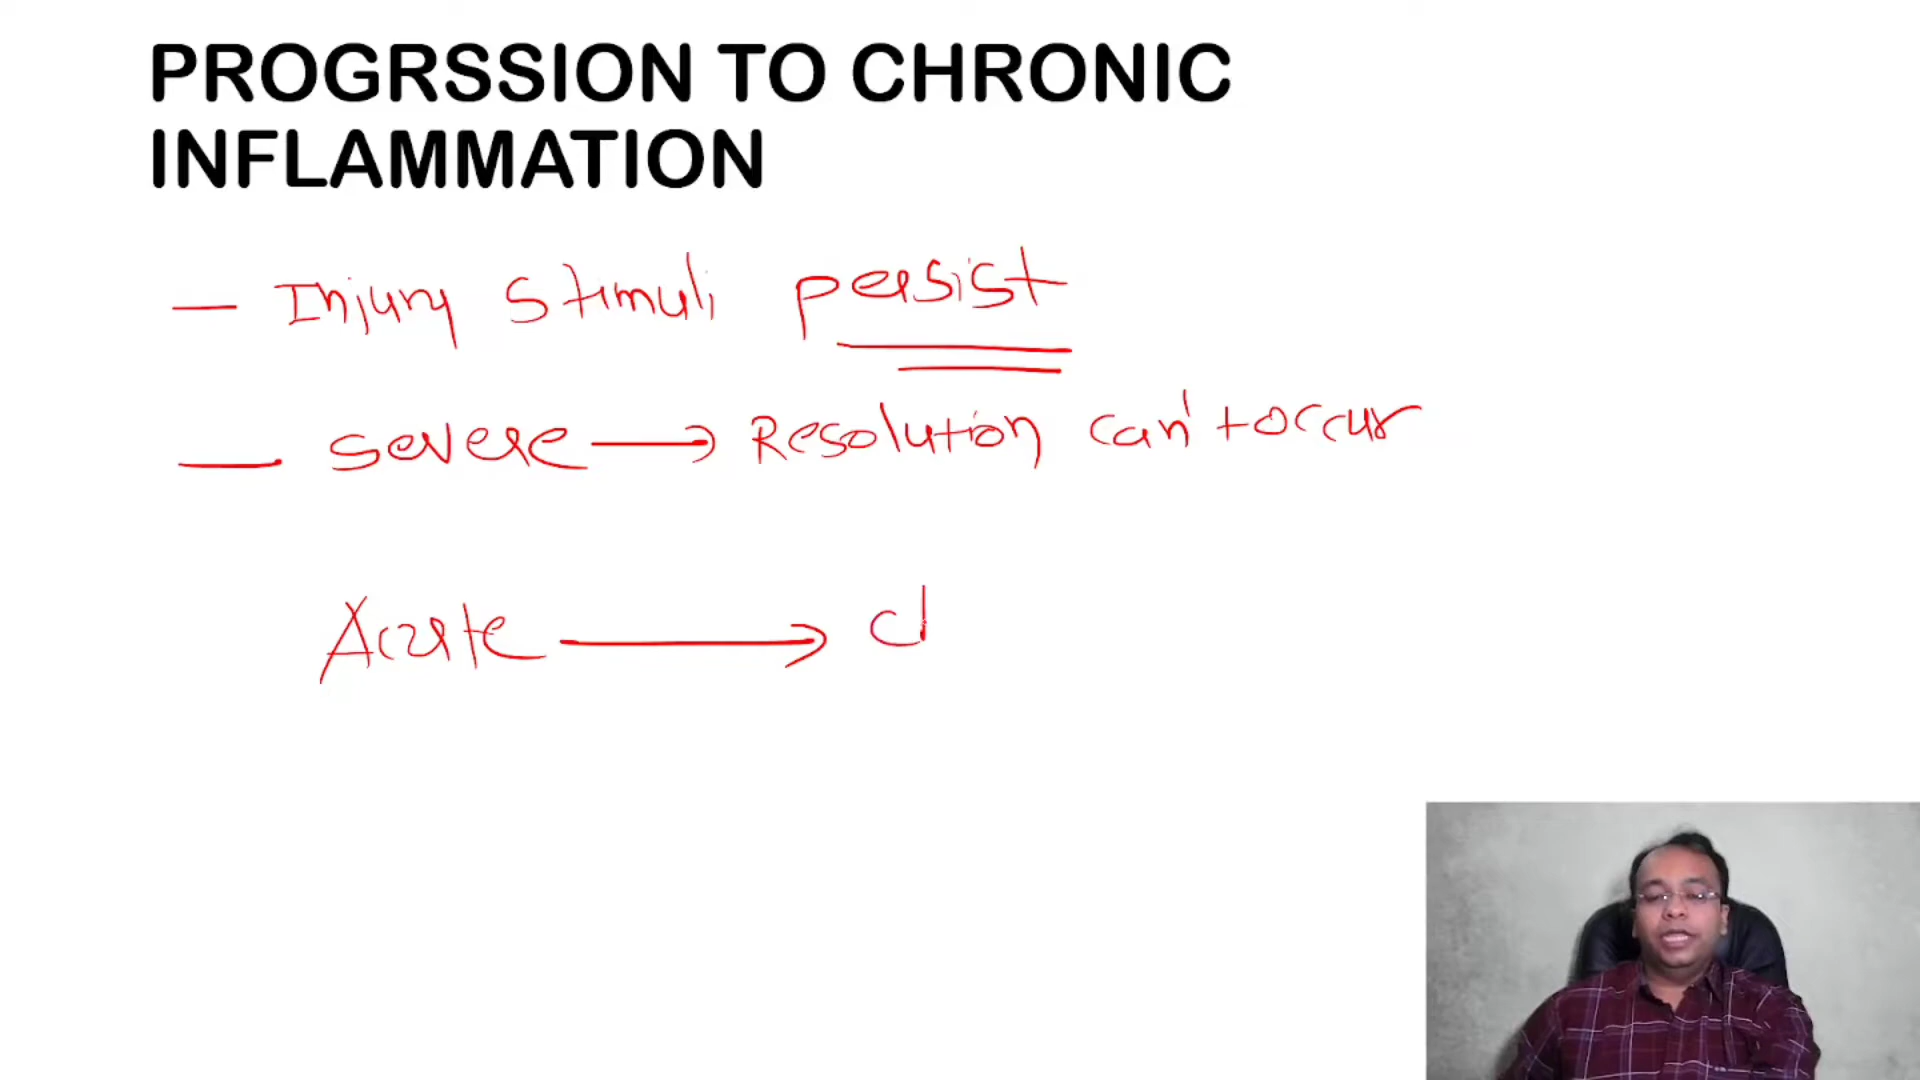 PROGRSSION TO CHRONIC
INFLAMMATION
— Injury stimuli persist
— severe → Resolution can't occur
Acute → c